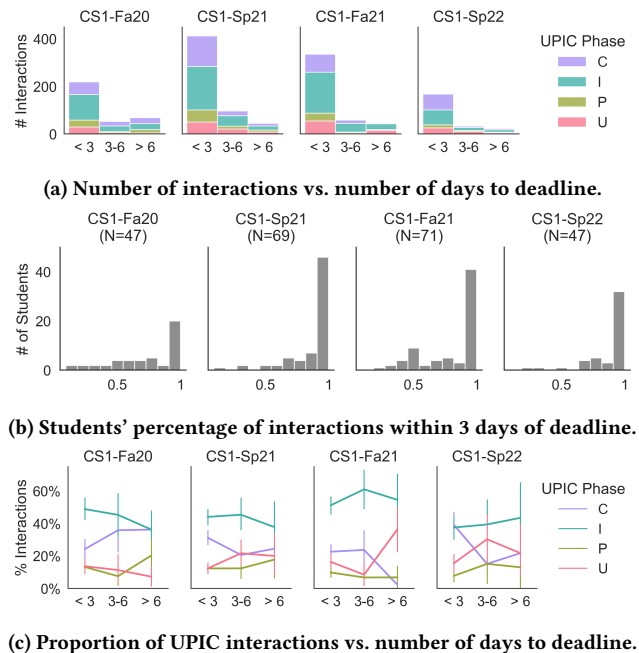 CS1-Fa20 CS1-Sp21 CS1-Fa21 CS1-Sp22
# Interactions
400
200
0
< 3 3-6 > 6 < 3 3-6 > 6 < 3 3-6 > 6 < 3 3-6 > 6
UPIC Phase
C
I
P
U
(a) Number of interactions vs. number of days to deadline.
CS1-Fa20 CS1-Sp21 CS1-Fa21 CS1-Sp22
(N=47) (N=69) (N=71) (N=47)
# of Students
40
20
0
0.5 1 0.5 1 0.5 1 0.5 1
(b) Students' percentage of interactions within 3 days of deadline.
CS1-Fa20 CS1-Sp21 CS1-Fa21 CS1-Sp22
% Interactions
60%
40%
20%
0%
< 3 3-6 > 6 < 3 3-6 > 6 < 3 3-6 > 6 < 3 3-6 > 6
UPIC Phase
C
I
P
U
(c) Proportion of UPIC interactions vs. number of days to deadline.